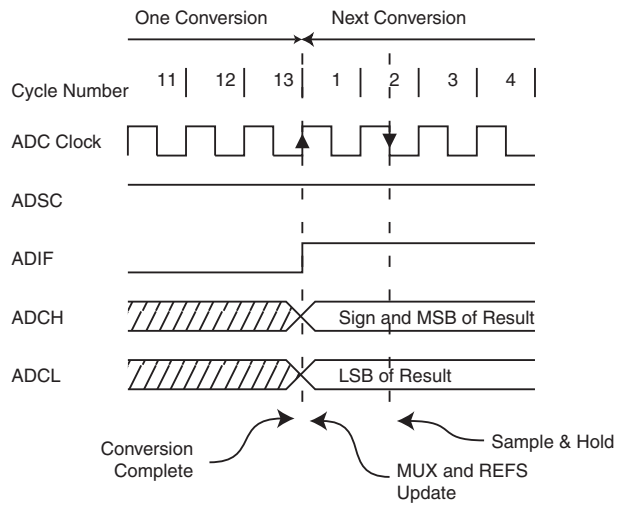 One Conversion Next Conversion
Cycle Number 11 12 13 1 2 3 4
ADC Clock
ADSC
ADIF
ADCH Sign and MSB of Result
ADCL LSB of Result
Conversion
Complete
MUX and REFS
Update
Sample & Hold